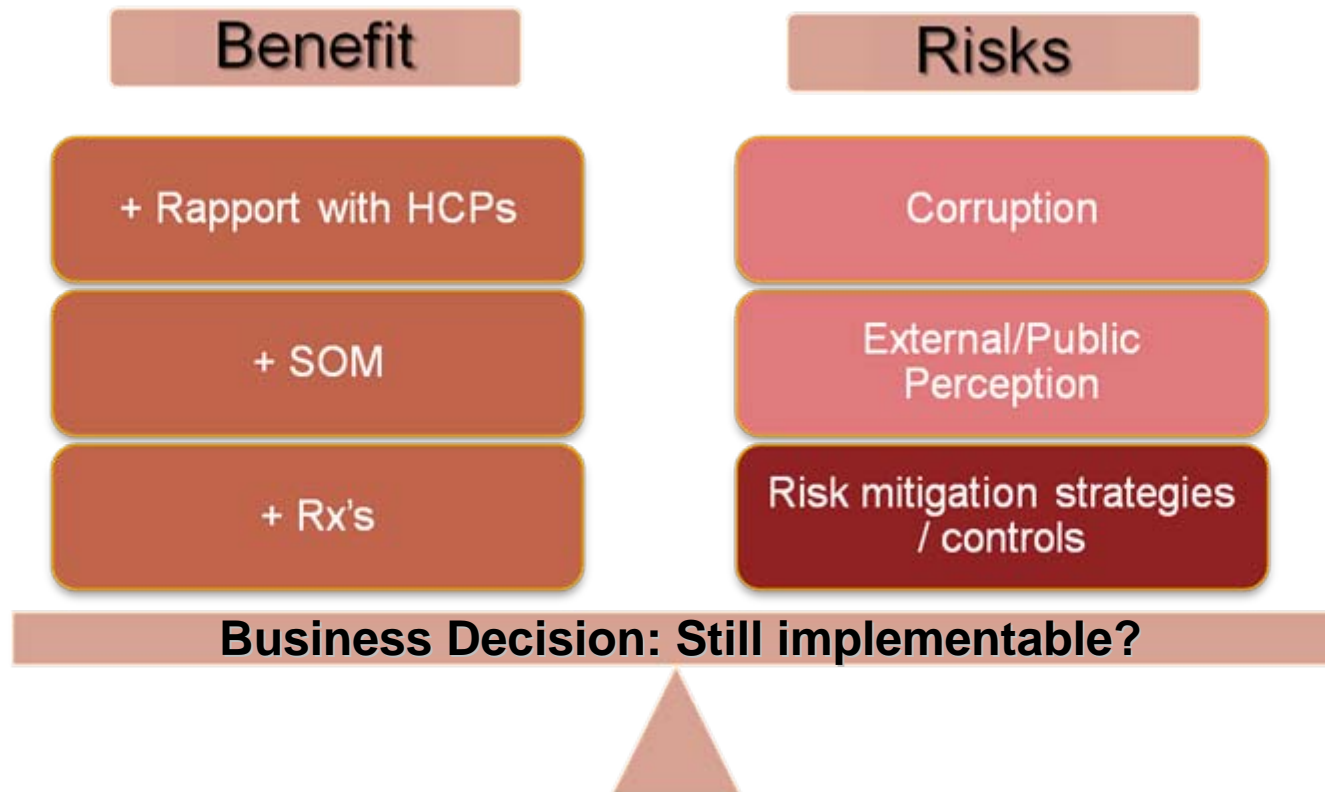 Benefit
Risks
+ Rapport with HCPs
Corruption
+ SOM
External/Public
Perception
+ Rx's
Risk mitigation strategies
/ controls
Business Decision: Still implementable?